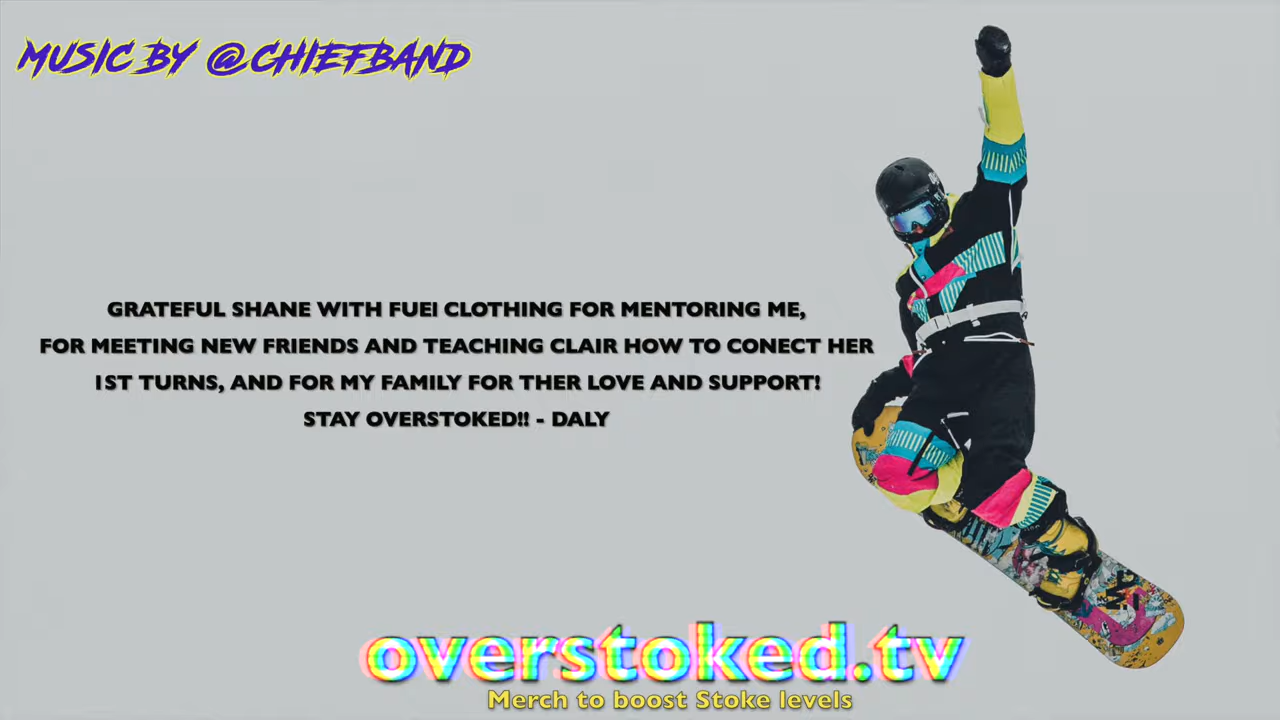 MUSIC BY @CHIEFBAND
GRATEFUL SHANE WITH FUEI CLOTHING FOR MENTORING ME,
FOR MEETING NEW FRIENDS AND TEACHING CLAIR HOW TO CONECT HER
1ST TURNS, AND FOR MY FAMILY FOR THER LOVE AND SUPPORT!
STAY OVERSTOKED!! - DALY
overstoked.tv
Merch to boost Stoke levels